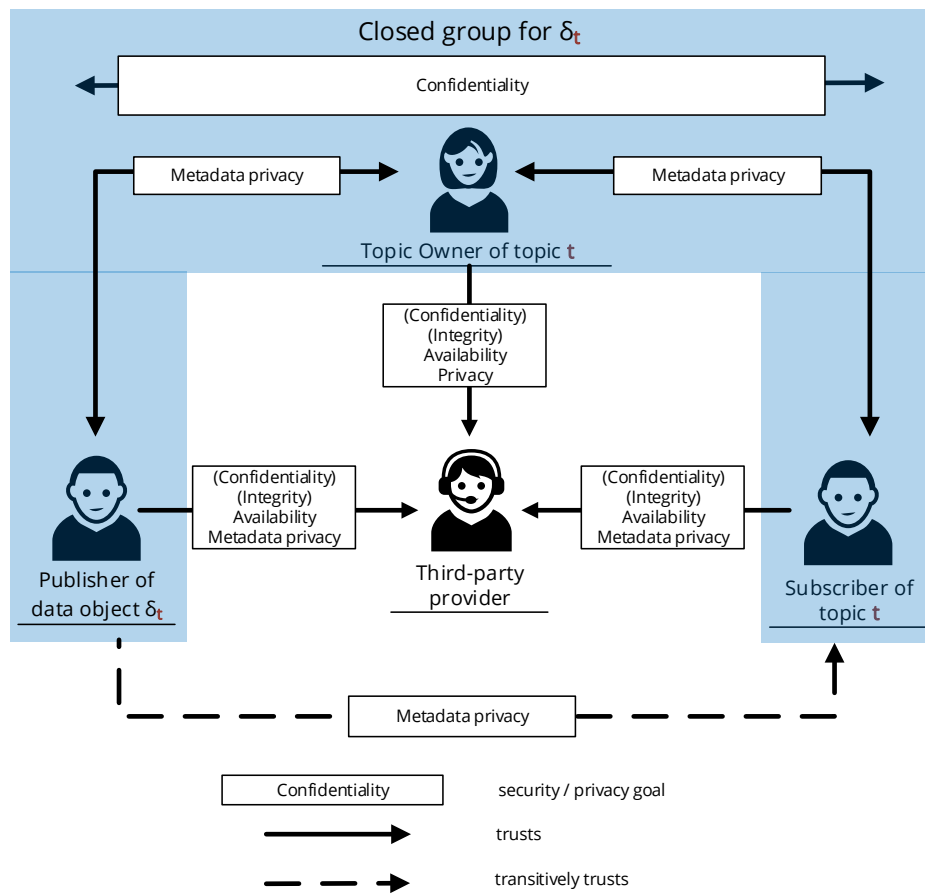 Closed group for δt
Confidentiality
Metadata privacy
Metadata privacy
Topic Owner of topic t
(Confidentiality)
(Integrity)
Availability
Privacy
(Confidentiality)
(Integrity)
Availability
Metadata privacy
(Confidentiality)
(Integrity)
Availability
Metadata privacy
Publisher of
data object δt
Third-party
provider
Subscriber of
topic t
Metadata privacy
Confidentiality
security / privacy goal
trusts
transitively trusts